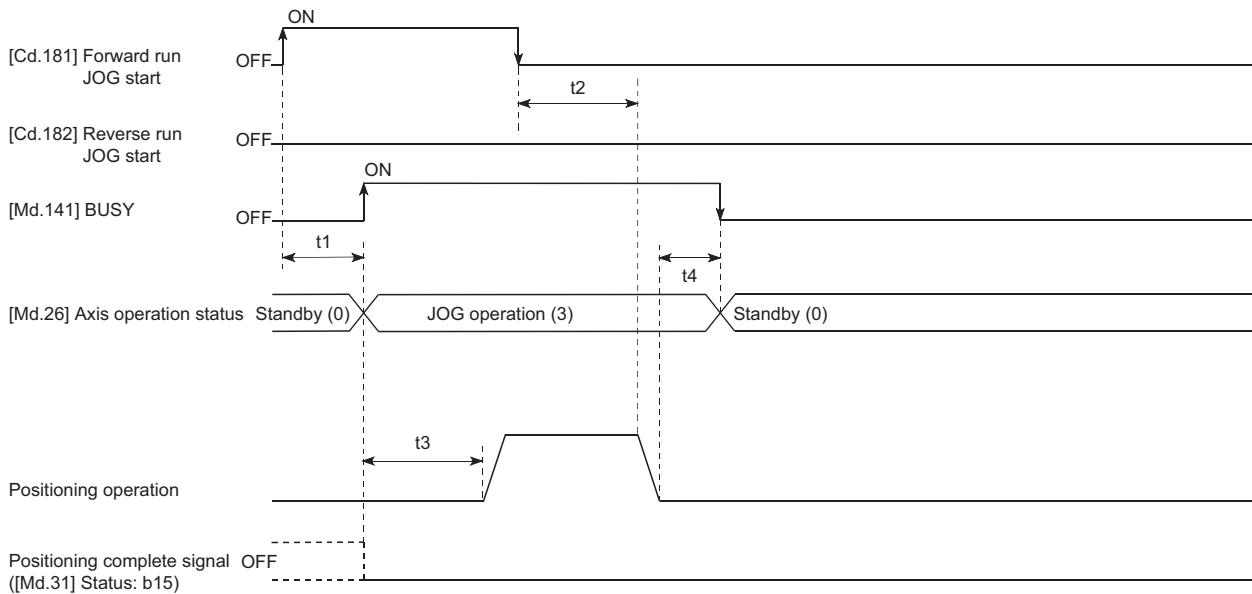 ON
[Cd.181] Forward run
JOG start
OFF
t2
[Cd.182] Reverse run
JOG start
OFF
ON
[Md.141] BUSY
OFF
t1
t4
[Md.26] Axis operation status
Standby (0)
JOG operation (3)
Standby (0)
t3
Positioning operation
Positioning complete signal
([Md.31] Status: b15)
OFF